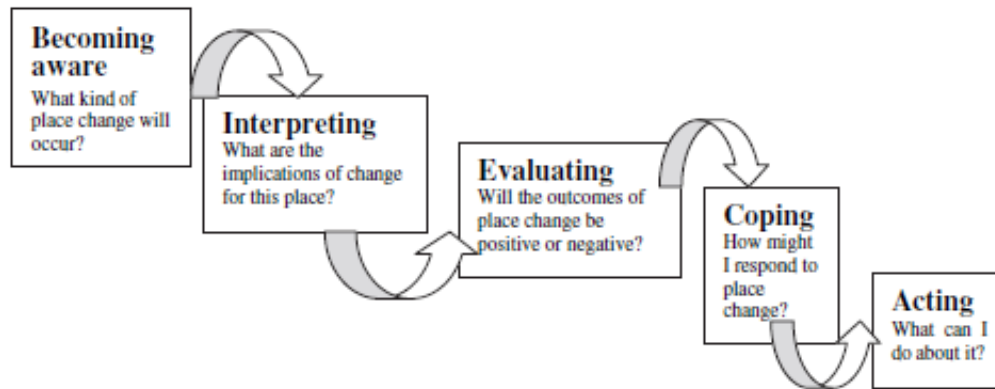 Becoming
aware
What kind of
place change will
occur?
Interpreting
What are the
implications of change
for this place?
Evaluating
Will the outcomes of
place change be
positive or negative?
Coping
How might
I respond to
place
change?
Acting
What can I
do about it?